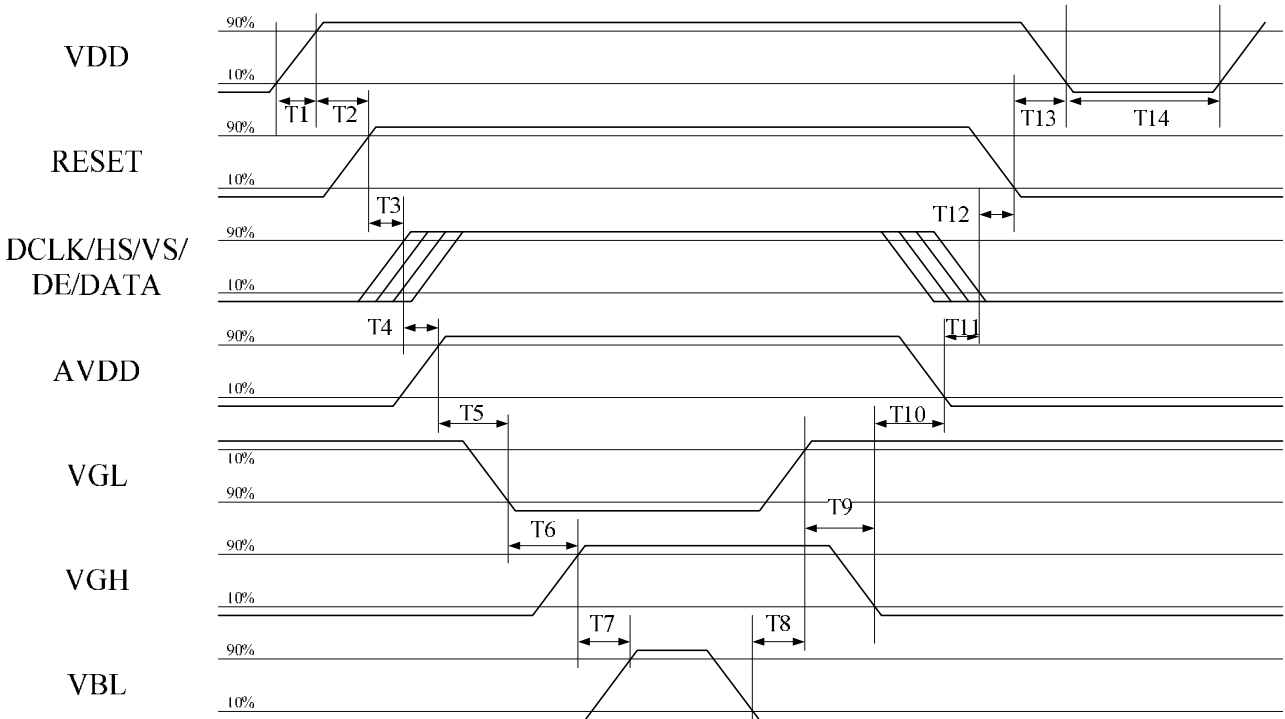 90%
VDD
10%
T1 T2 T13 T14
90%
RESET
10%
T3 T12
DCLK/HS/VS/
DE/DATA
90%
10%
T4 T11
90%
AVDD
10%
T5 T10
10%
VGL
90%
T6 T9
90%
VGH
10%
T7 T8
90%
VBL
10%